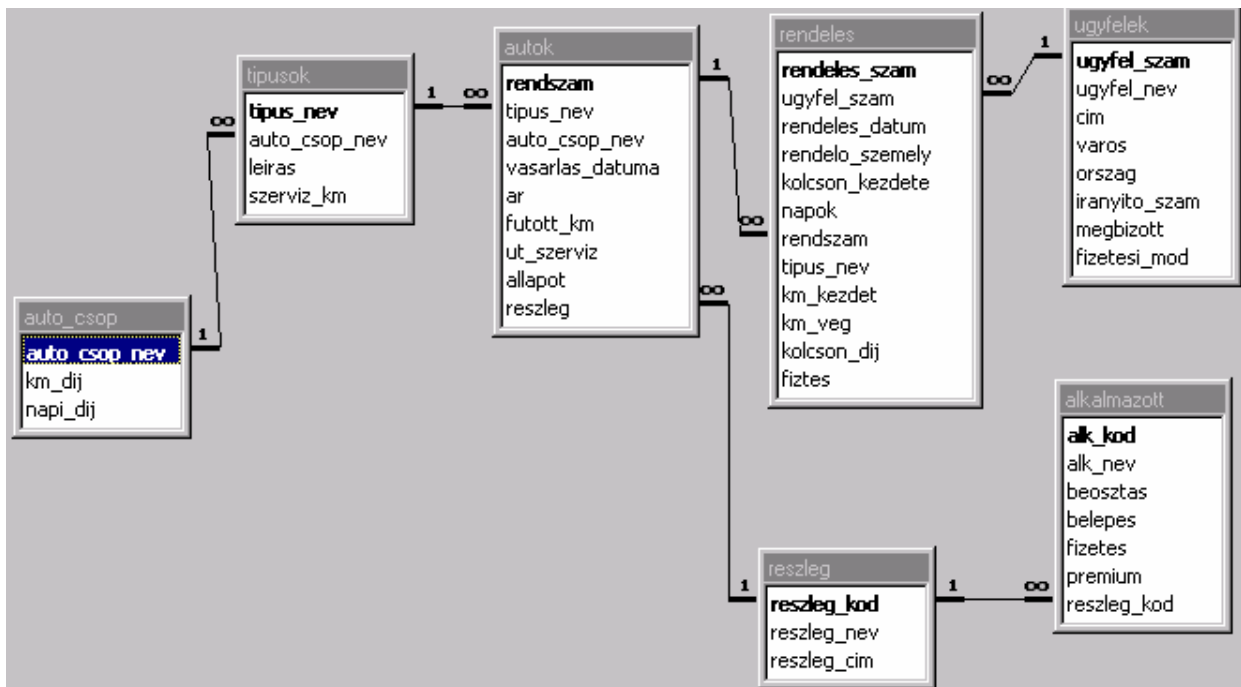 auto_csop
auto_csop_nev
km_dij
napi_dij
tipusok
tipus_nev
auto_csop_nev
leiras
szerviz_km
autok
rendszam
tipus_nev
auto_csop_nev
vasarlas_datuma
ar
futott_km
ut_szerviz
allapot
reszleg
rendeles
rendeles_szam
ugyfel_szam
rendeles_datum
rendelo_szemely
kolcson_kezdete
napok
rendszam
tipus_nev
km_kezdet
km_veg
kolcson_dij
fiztes
ugyfelek
ugyfel_szam
ugyfel_nev
cim
varos
orszag
iranyito_szam
megbizott
fizetesi_mod
reszleg
reszleg_kod
reszleg_nev
reszleg_cim
alkalmazott
alk_kod
alk_nev
beosztas
belepes
fizetes
premium
reszleg_kod
1
∞
1
∞
1
∞
∞
1
∞
1
1
∞